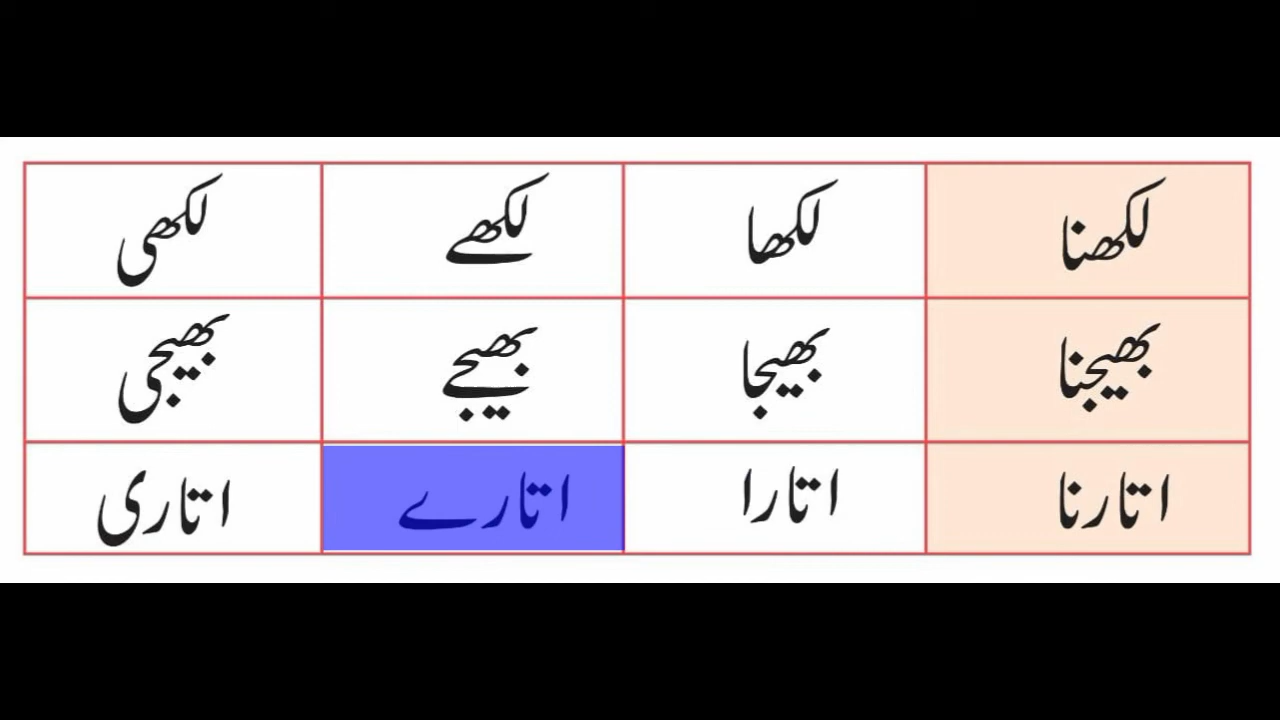 لکھنا لکھا لکھے لکھی
بھیجنا بھیجا بھیجے بھیجی
اتارنا اتارا اتارے اتاری